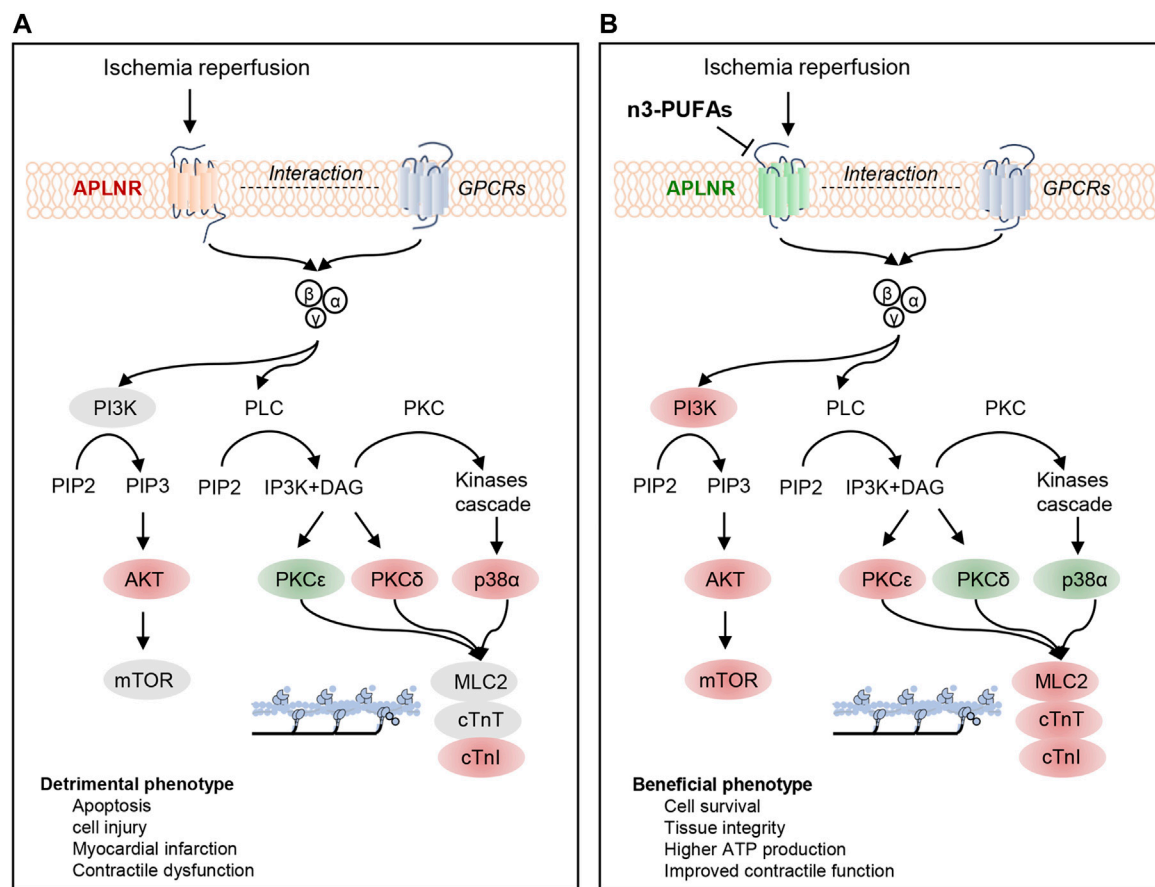 A
Ischemia reperfusion
APLNR
Interaction
GPCRs
β
α
γ
PI3K
PLC
PKC
PIP2
PIP3
PIP2
IP3K+DAG
Kinases
cascade
AKT
PKCε
PKCδ
p38α
mTOR
MLC2
cTnT
cTnI
Detrimental phenotype
Apoptosis
cell injury
Myocardial infarction
Contractile dysfunction
B
Ischemia reperfusion
n3-PUFAs
APLNR
Interaction
GPCRs
β
α
γ
PI3K
PLC
PKC
PIP2
PIP3
PIP2
IP3K+DAG
Kinases
cascade
AKT
PKCε
PKCδ
p38α
mTOR
MLC2
cTnT
cTnI
Beneficial phenotype
Cell survival
Tissue integrity
Higher ATP production
Improved contractile function